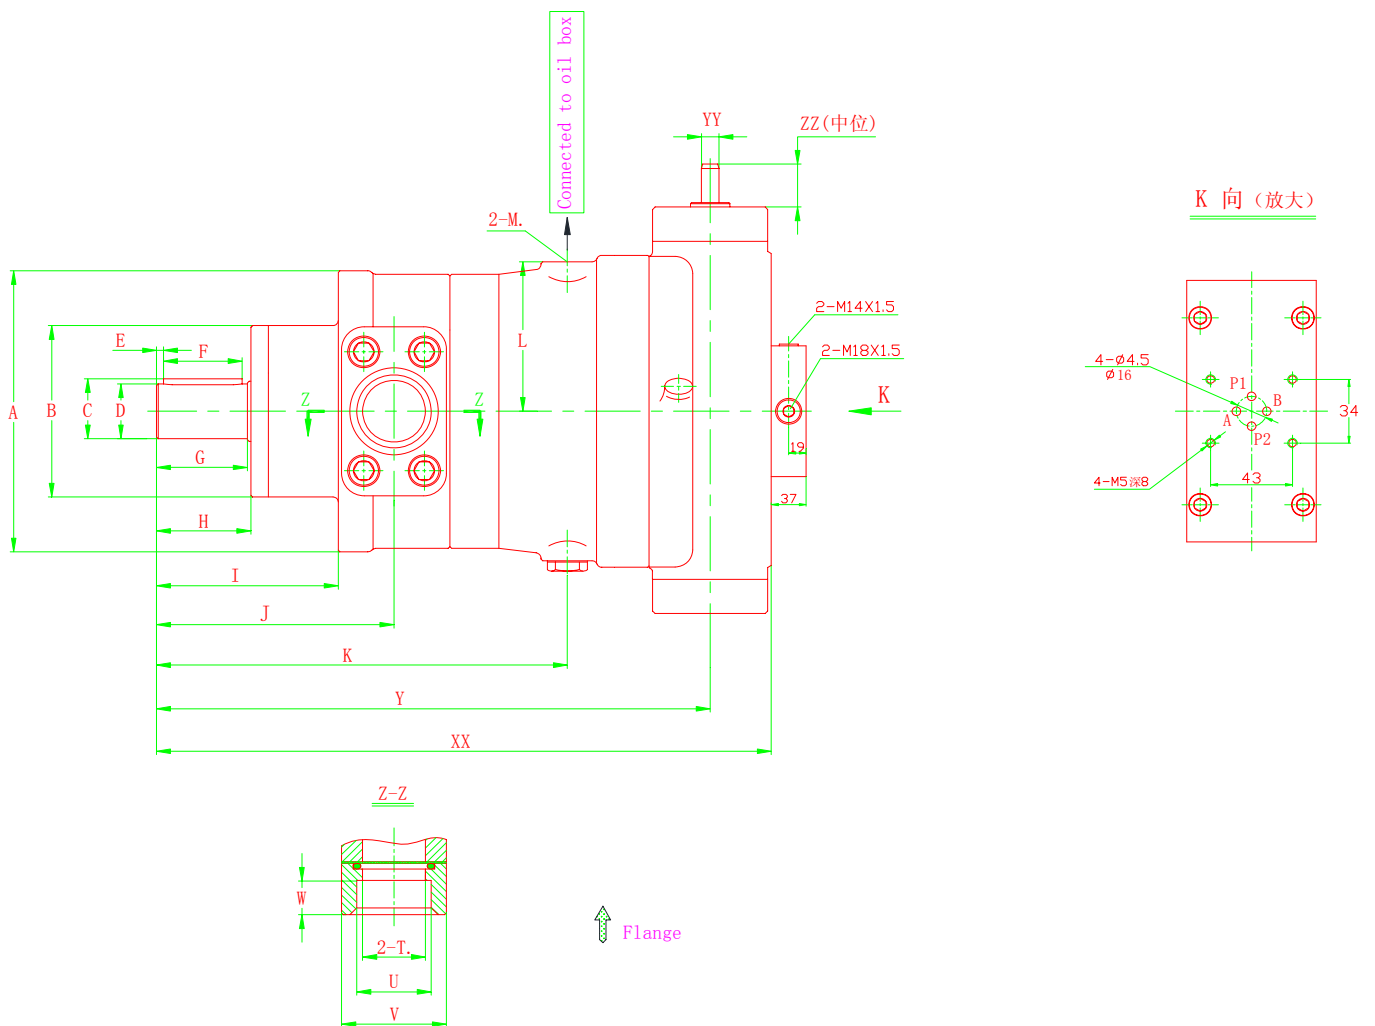 Connected to oil box
YY
ZZ(中位)
K 向（放大）
2-M.
2-M14X1.5
2-M18X1.5
E
F
L
A
B
C
D
Z
Z
K
G
19
37
H
I
J
K
Y
XX
4-Ø4.5
Ø16
P1
B
A
P2
34
43
4-M5深8
Z-Z
W
2-T.
U
V
Flange